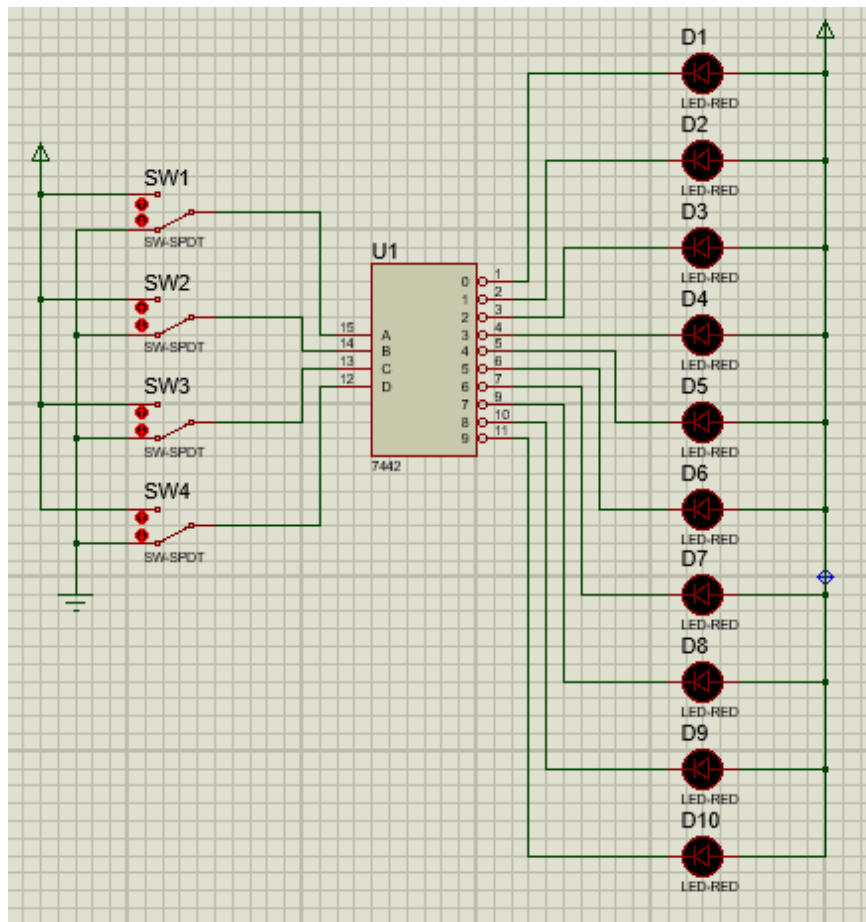 D1
LED-RED
D2
LED-RED
D3
LED-RED
D4
LED-RED
D5
LED-RED
D6
LED-RED
D7
LED-RED
D8
LED-RED
D9
LED-RED
D10
LED-RED
SW1
SW-SPDT
SW2
SW-SPDT
SW3
SW-SPDT
SW4
SW-SPDT
U1
15 A
14 B
13 C
12 D
0 1
1 2
2 3
3 4
4 5
5 6
6 7
7 9
8 10
9 11
7442